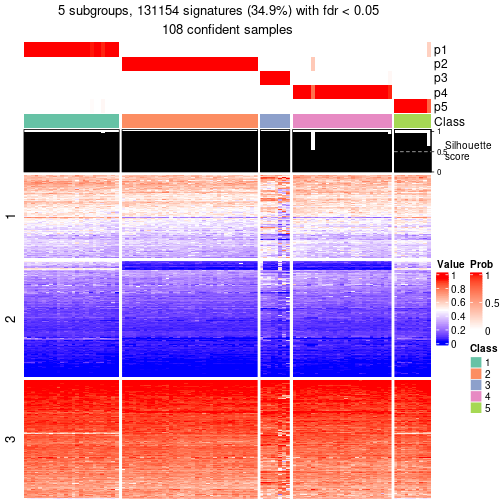 5 subgroups, 131154 signatures (34.9%) with fdr < 0.05
108 confident samples
p1
p2
p3
p4
p5
Class
1
0.5
0
Silhouette
score
1
2
3
Value
1
0.8
0.6
0.4
0.2
0
Prob
1
0.5
0
Class
1
2
3
4
5